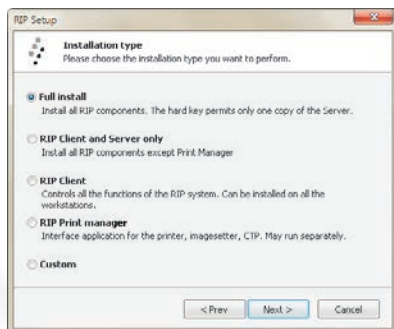 RIP Setup
Installation type
Please choose the installation type you want to perform.
Full install
Install all RIP components. The hard key permits only one copy of the Server.
RIP Client and Server only
Install all RIP components except Print Manager
RIP Client
Controls all the functions of the RIP system. Can be installed on all the
workstations.
RIP Print manager
Interface application for the printer, imagesetter, CTP. May run separately.
Custom
< Prev
Next >
Cancel